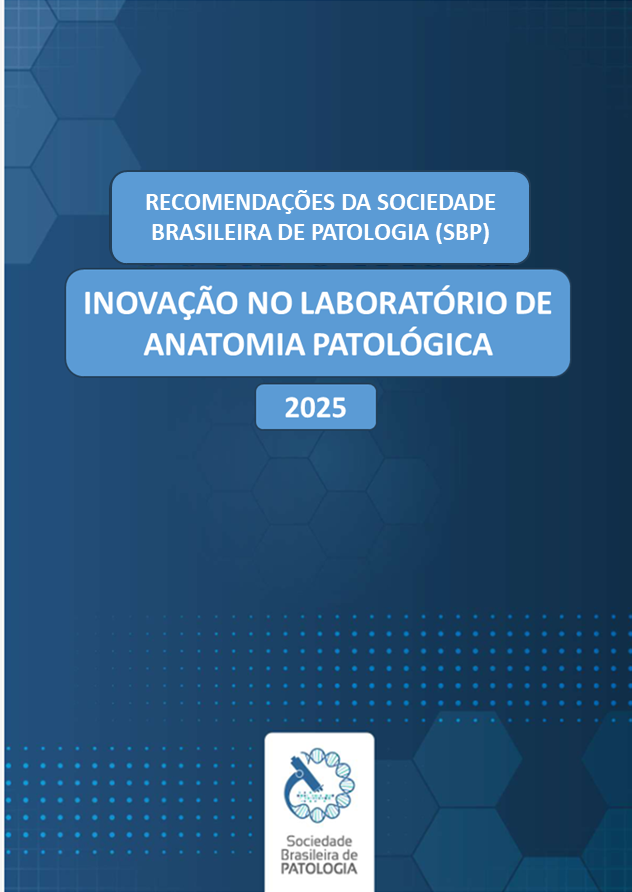 RECOMENDAÇÕES DA SOCIEDADE
BRASILEIRA DE PATOLOGIA (SBP)
INOVAÇÃO NO LABORATÓRIO DE
ANATOMIA PATOLÓGICA
2025
Sociedade
Brasileira de
PATOLOGIA